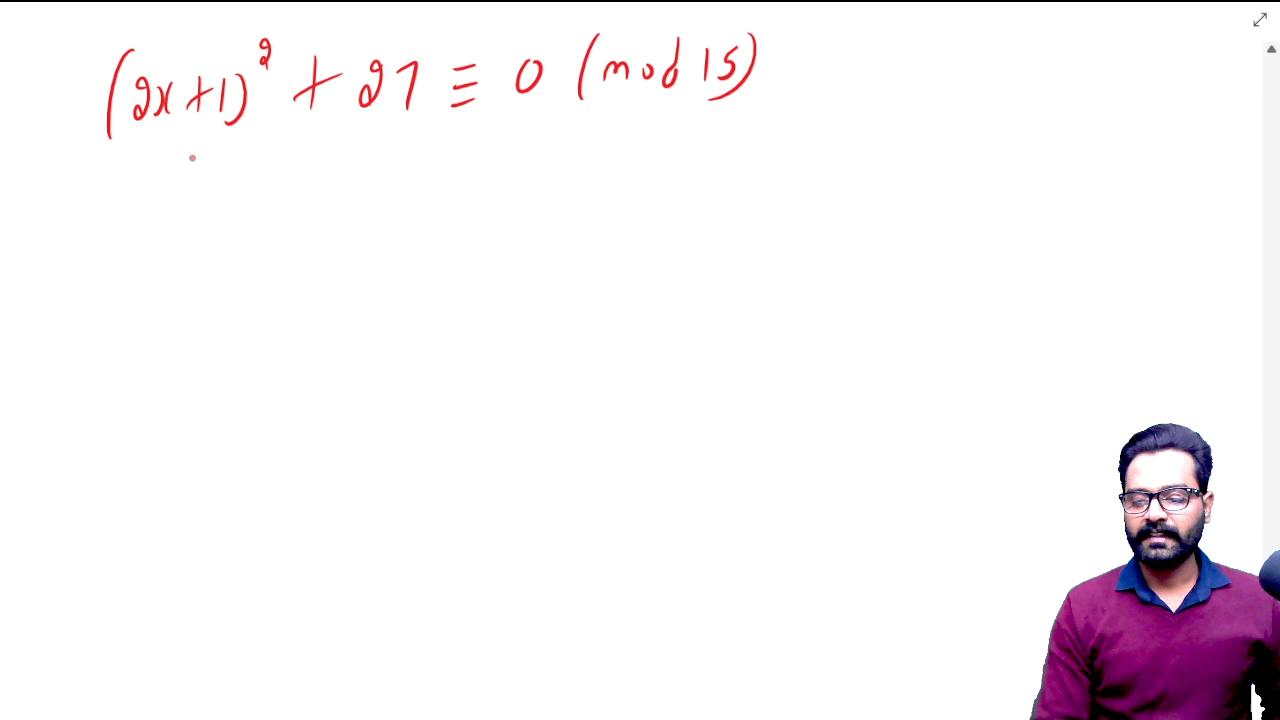 (2x+1)² + 27 ≡ 0 (mod 15)